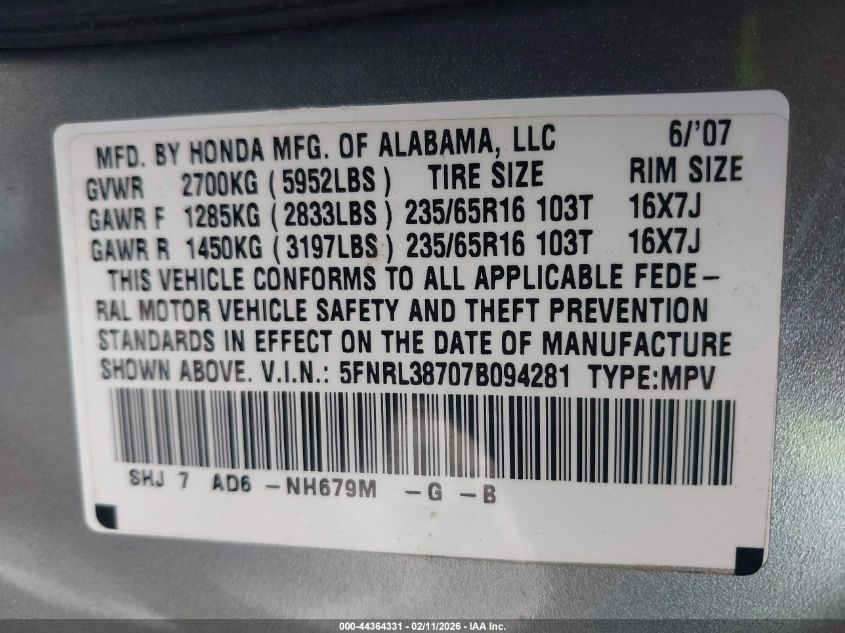 MFD. BY HONDA MFG. OF ALABAMA, LLC 6/'07
GVWR 2700KG (5952LBS) TIRE SIZE RIM SIZE
GAWR F 1285KG (2833LBS) 235/65R16 103T 16X7J
GAWR R 1450KG (3197LBS) 235/65R16 103T 16X7J
THIS VEHICLE CONFORMS TO ALL APPLICABLE FEDE-
RAL MOTOR VEHICLE SAFETY AND THEFT PREVENTION
STANDARDS IN EFFECT ON THE DATE OF MANUFACTURE
SHOWN ABOVE. V.I.N.: 5FNRL38707B094281 TYPE:MPV
SHJ 7 AD6 -NH679M -G -B
000-44364331 - 02/11/2026 - IAA Inc.